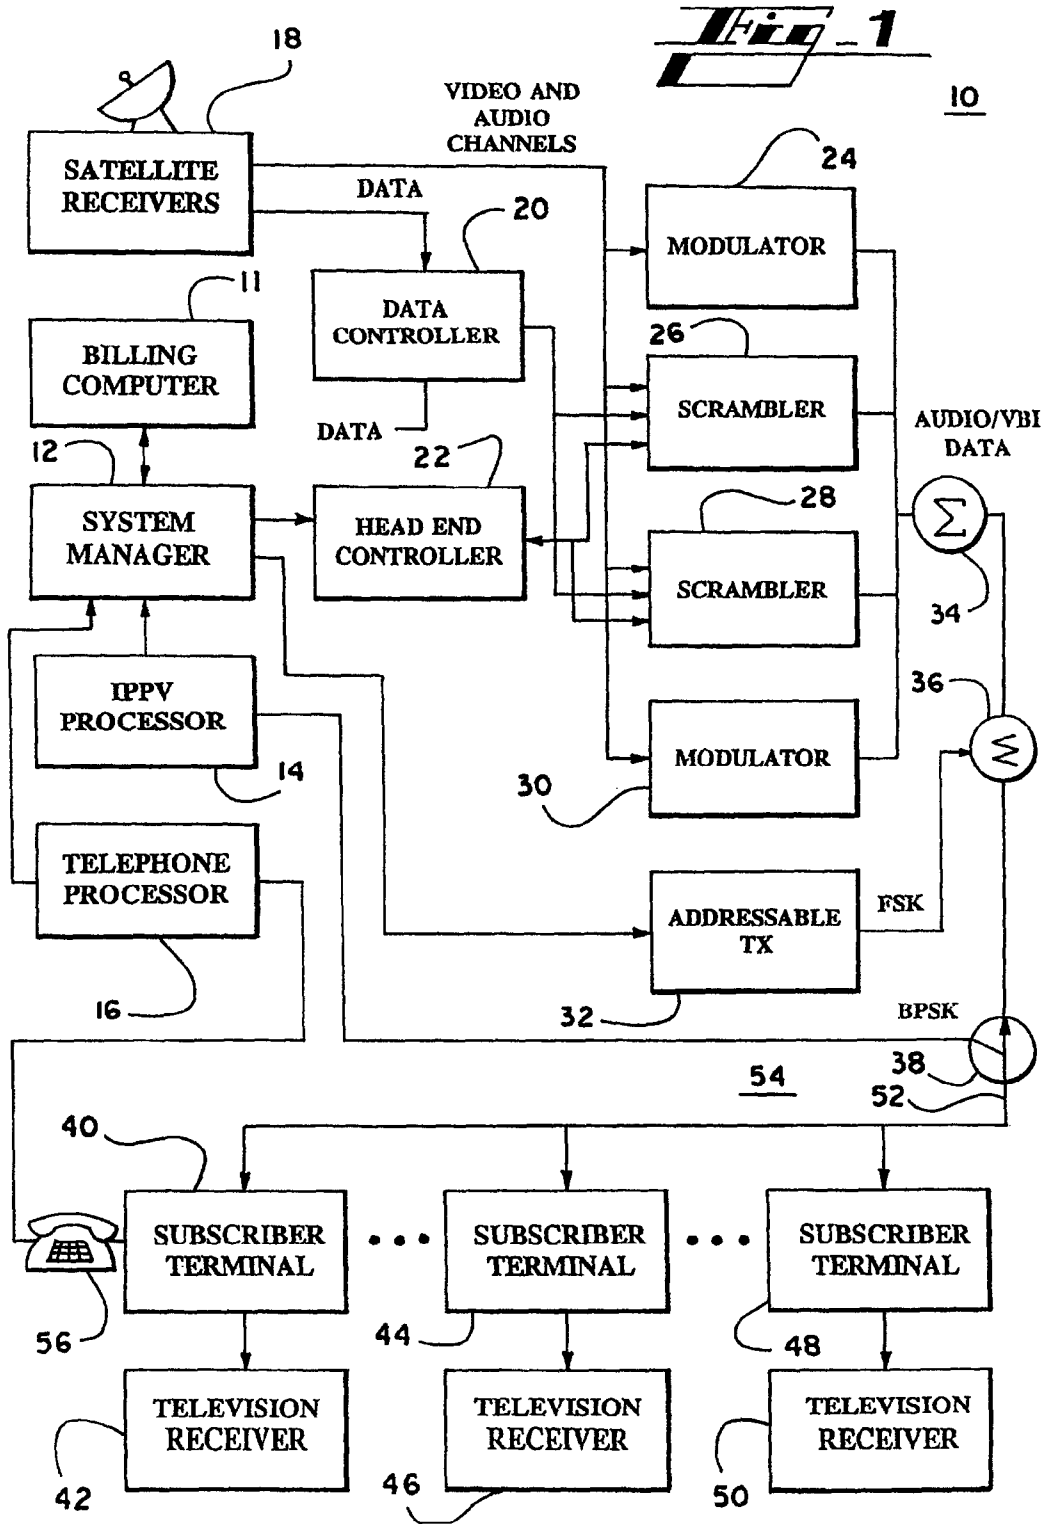 Fig_1
10
18
VIDEO AND
AUDIO
CHANNELS
SATELLITE
RECEIVERS
DATA
20
24
MODULATOR
11
DATA
CONTROLLER
BILLING
COMPUTER
26
SCRAMBLER
AUDIO/VBI
DATA
DATA
12
22
SYSTEM
MANAGER
HEAD END
CONTROLLER
28
SCRAMBLER
Σ
34
36
IPPV
PROCESSOR
14
MODULATOR
30
Σ
TELEPHONE
PROCESSOR
16
ADDRESSABLE
TX
FSK
32
BPSK
38
54
52
40
SUBSCRIBER
TERMINAL
SUBSCRIBER
TERMINAL
SUBSCRIBER
TERMINAL
56
44
48
TELEVISION
RECEIVER
TELEVISION
RECEIVER
TELEVISION
RECEIVER
42
46
50